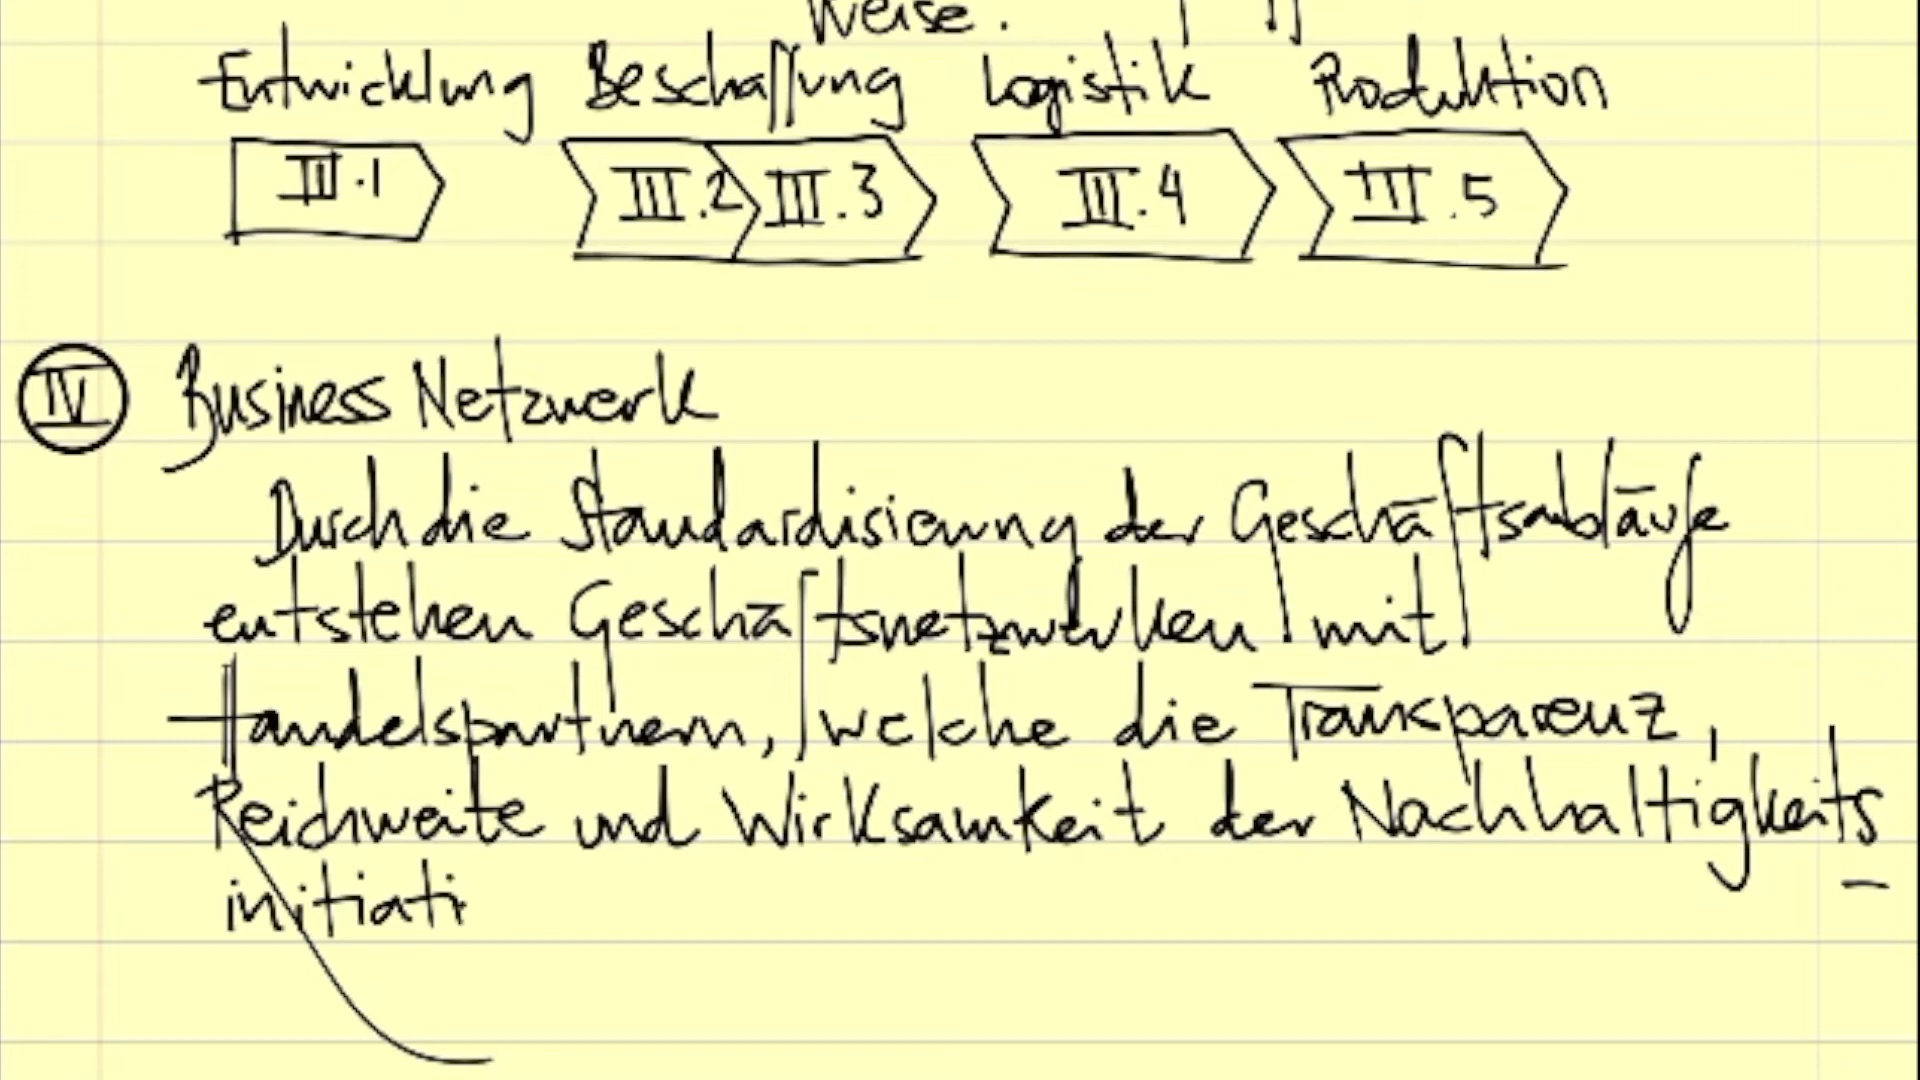 Weise.
Entwicklung Beschaffung Logistik Produktion
III.1 III.2 III.3 III.4 III.5
IV Business Netzwerk
Durch die Standardisierung der Geschäftsabläufe
entstehen Geschäftsnetzwerken mit
Handelspartnern, welche die Transparenz,
Reichweite und Wirksamkeit der Nachhaltigkeits
initiati